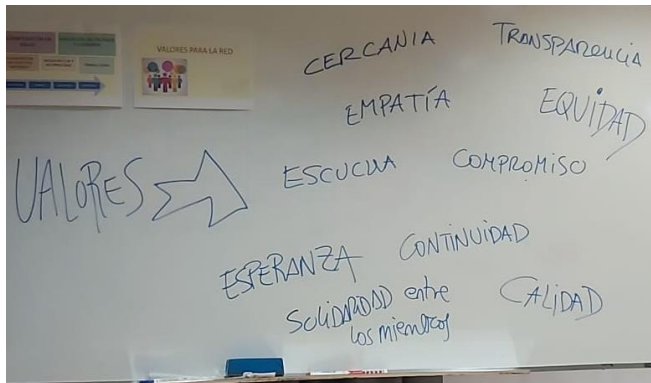 VALORES PARA LA RED
CERCANIA
TRANSPARENCIA
EMPATÍA
EQUIDAD
VALORES
ESCUCHA
COMPROMISO
ESPERANZA
CONTINUIDAD
SOLIDARIDAD entre
los miembros
CALIDAD